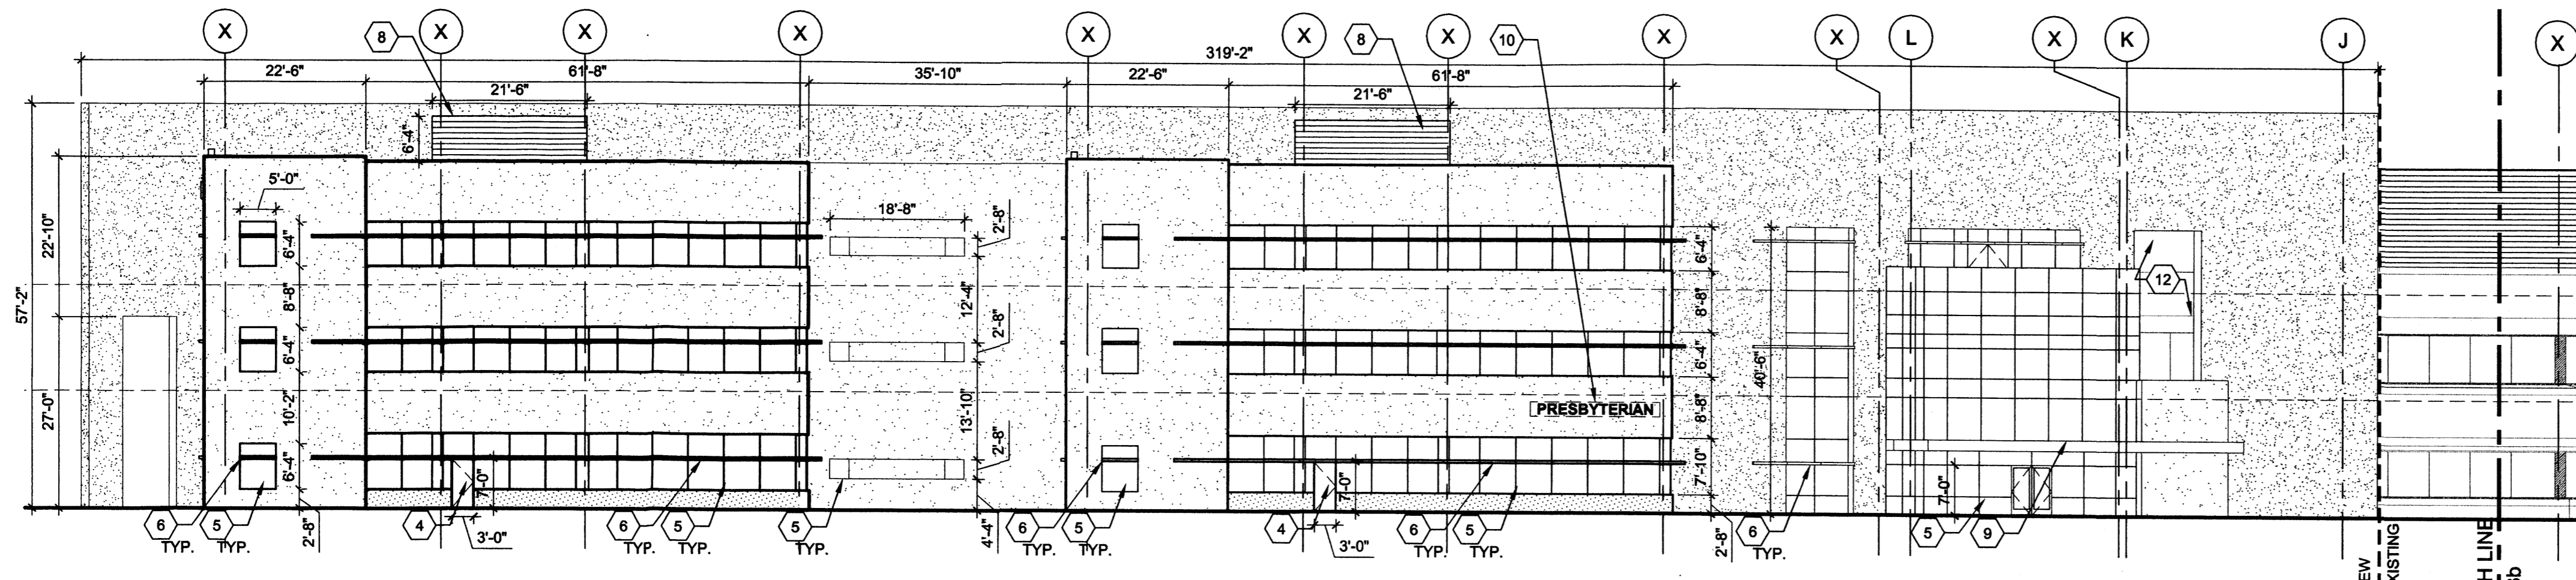 X X X X X X X X X L X K J X
8 8 10
319'-2"
22'-6" 61'-8" 35'-10" 22'-6" 61'-8"
21'-6" 21'-6"
6'-4"
5'-0"
18'-8" 2'-8"
22'-10"
6'-4" 6'-4"
57'-2"
12
8'-8" 12'-4" 8'-8"
2'-8"
6'-4" 6'-4" 40'-6"
27'-0"
10'-2" 13'-10" 8'-8"
PRESBYTERIAN
2'-8"
6'-4" 7'-0" 7'-0" 7'-10" 7'-0"
6 5 4 6 5 5 6 5 4 6 5 6 5 9
TYP. TYP. TYP. TYP. TYP. TYP. TYP. TYP. TYP. TYP.
2'-8" 3'-0" 4'-4" 3'-0" 2'-8"
EW
XISTING
H LINE
b